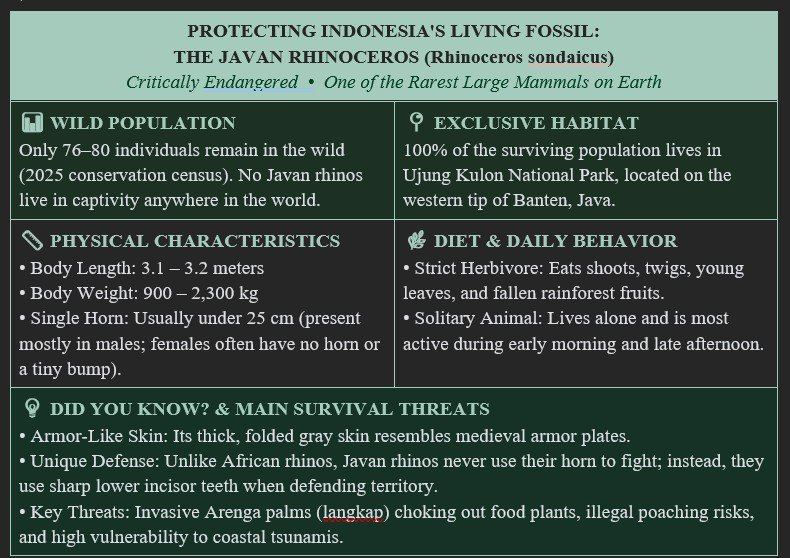 PROTECTING INDONESIA'S LIVING FOSSIL:
THE JAVAN RHINOCEROS (Rhinoceros sondaicus)
Critically Endangered • One of the Rarest Large Mammals on Earth
WILD POPULATION
Only 76–80 individuals remain in the wild
(2025 conservation census). No Javan rhinos
live in captivity anywhere in the world.
EXCLUSIVE HABITAT
100% of the surviving population lives in
Ujung Kulon National Park, located on the
western tip of Banten, Java.
PHYSICAL CHARACTERISTICS
• Body Length: 3.1 – 3.2 meters
• Body Weight: 900 – 2,300 kg
• Single Horn: Usually under 25 cm (present
mostly in males; females often have no horn or
a tiny bump).
DIET & DAILY BEHAVIOR
• Strict Herbivore: Eats shoots, twigs, young
leaves, and fallen rainforest fruits.
• Solitary Animal: Lives alone and is most
active during early morning and late afternoon.
DID YOU KNOW? & MAIN SURVIVAL THREATS
• Armor-Like Skin: Its thick, folded gray skin resembles medieval armor plates.
• Unique Defense: Unlike African rhinos, Javan rhinos never use their horn to fight; instead, they
use sharp lower incisor teeth when defending territory.
• Key Threats: Invasive Arenga palms (langkap) choking out food plants, illegal poaching risks,
and high vulnerability to coastal tsunamis.